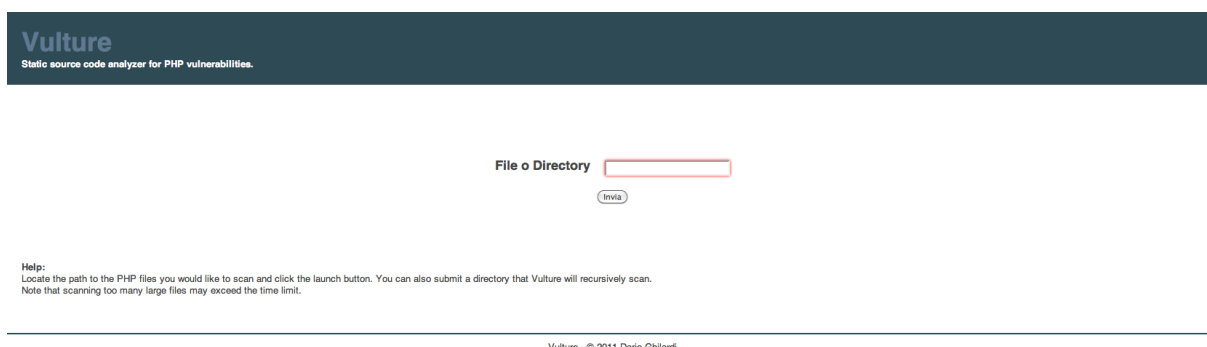 Vulture
Static source code analyzer for PHP vulnerabilities.
File o Directory
Invia
Help:
Locate the path to the PHP files you would like to scan and click the launch button. You can also submit a directory that Vulture will recursively scan.
Note that scanning too many large files may exceed the time limit.
Vulture - © 2011 Dario Ghilardi